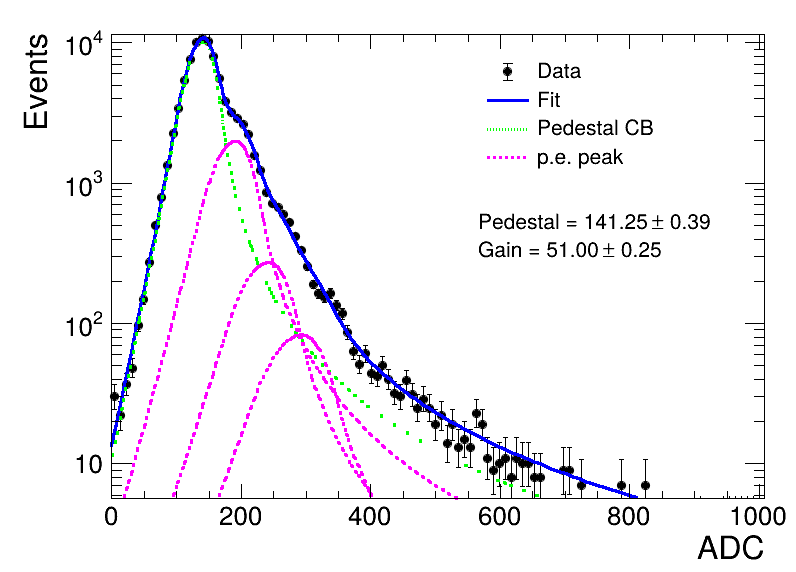 Events
10^4
10^3
10^2
10
0
200
400
600
800
1000
ADC
Data
Fit
Pedestal CB
p.e. peak
Pedestal = 141.25 ± 0.39
Gain = 51.00 ± 0.25